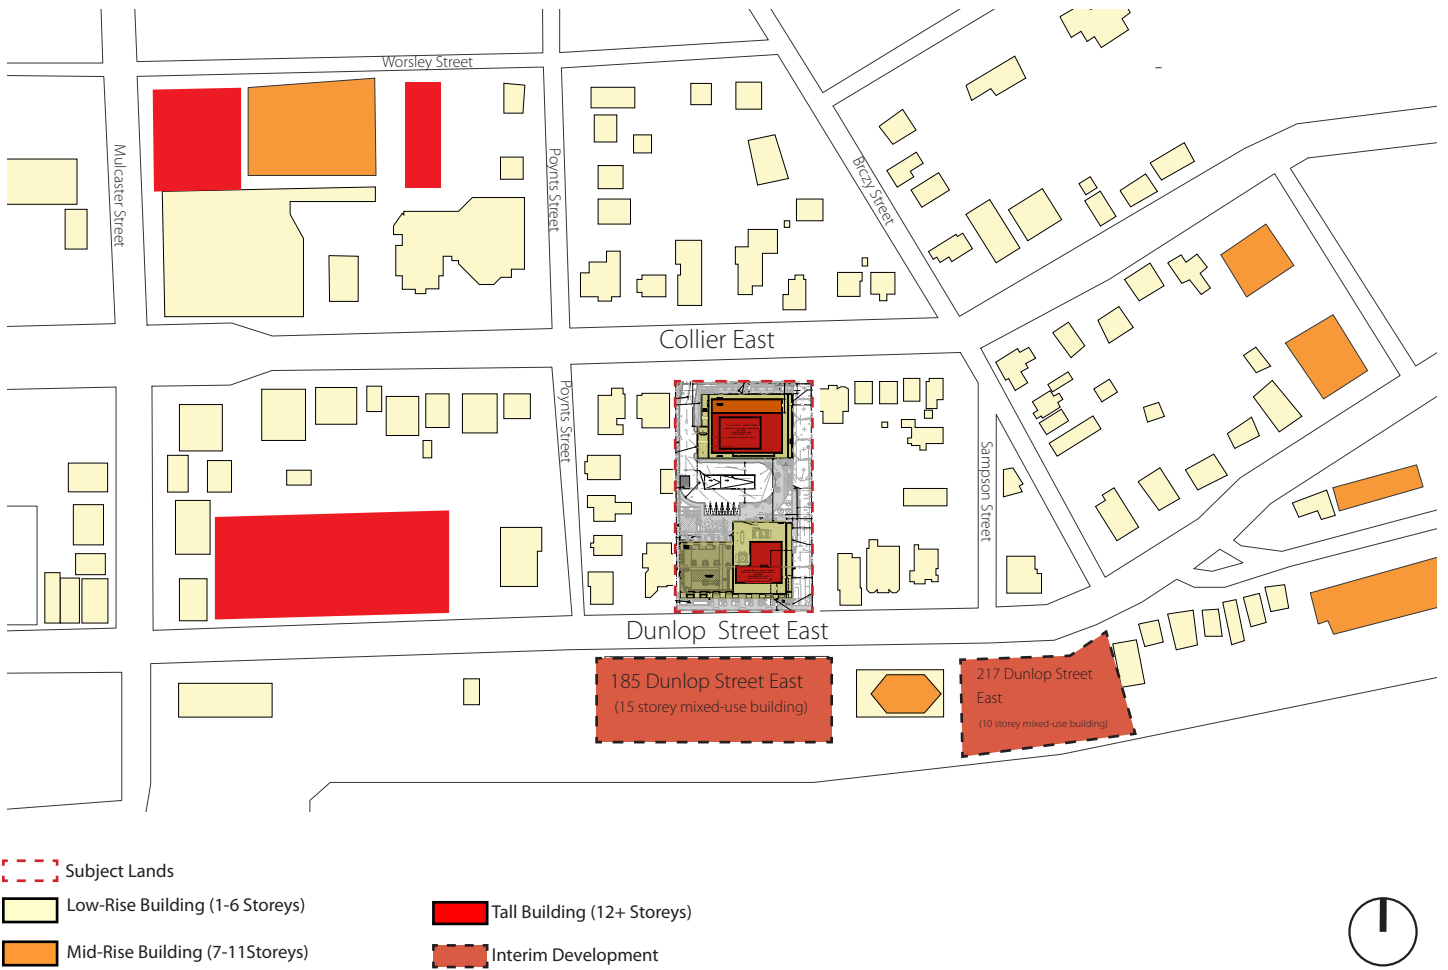 Worsley Street
Mulcaster Street
Poynts Street
Brczy Street
Collier East
Poynts Street
Sampson Street
Dunlop Street East
185 Dunlop Street East
(15 storey mixed-use building)
217 Dunlop Street
East
(10 storey mixed-use building)
Subject Lands
Low-Rise Building (1-6 Storeys)
Mid-Rise Building (7-11Storeys)
Tall Building (12+ Storeys)
Interim Development